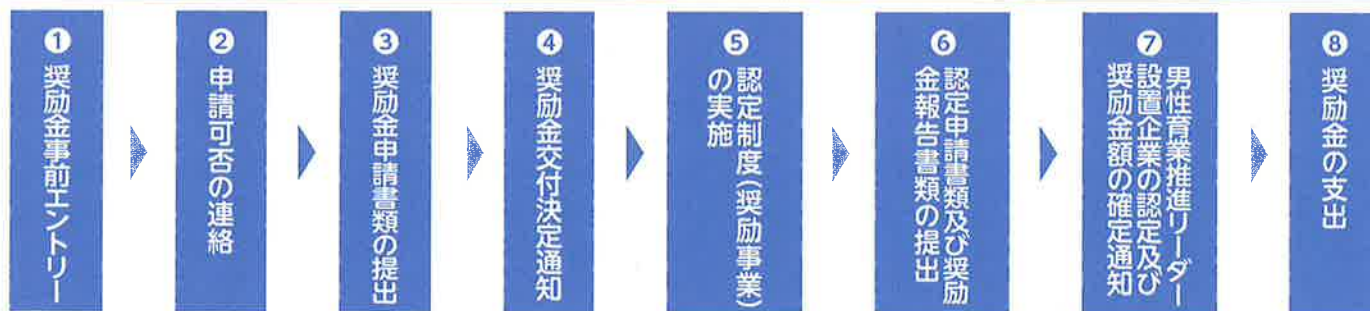 ❶ 奨励金事前エントリー
❷ 申請可否の連絡
❸ 奨励金申請書類の提出
❹ 奨励金交付決定通知
❺ 認定制度(奨励事業)
の実施
❻ 認定申請書類及び奨励
金報告書類の提出
❼ 男性育業推進リーダー
設置企業の認定及び
奨励金額の確定通知
❽ 奨励金の支出